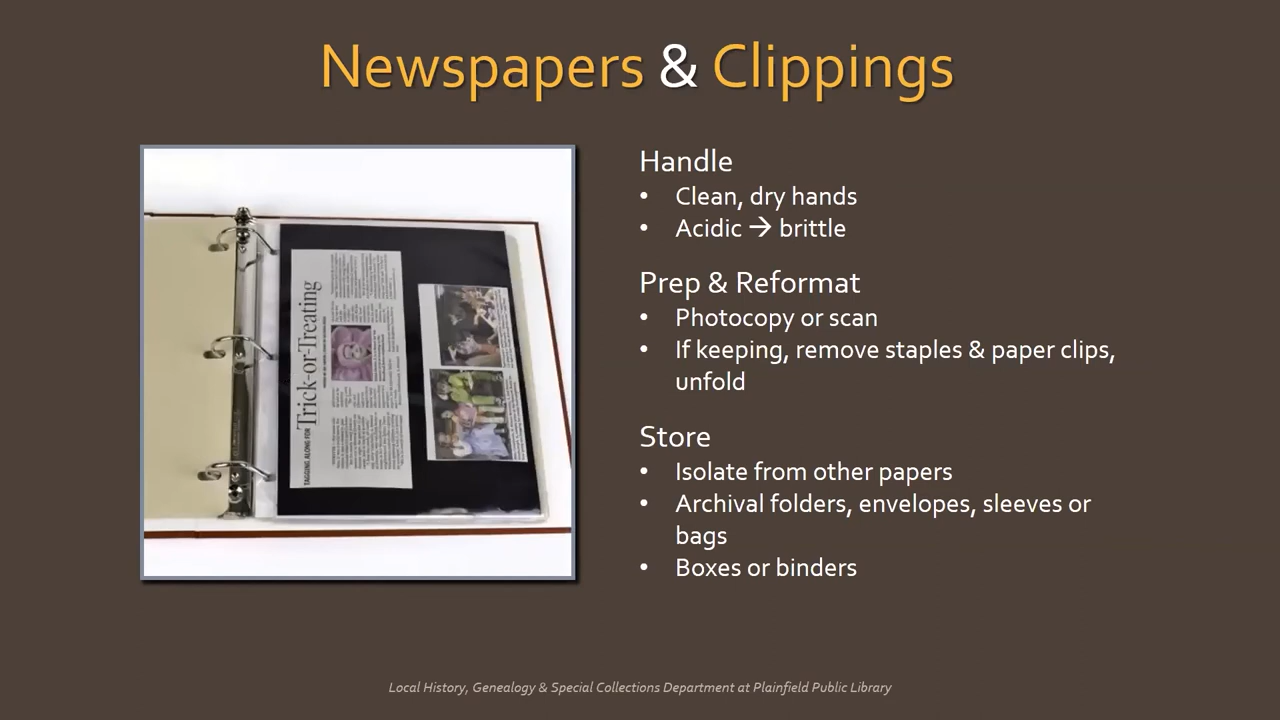 Newspapers & Clippings
TAGGING ALONG FOR
Trick-or-Treating
Handle
• Clean, dry hands
• Acidic → brittle
Prep & Reformat
• Photocopy or scan
• If keeping, remove staples & paper clips,
unfold
Store
• Isolate from other papers
• Archival folders, envelopes, sleeves or
bags
• Boxes or binders
Local History, Genealogy & Special Collections Department at Plainfield Public Library